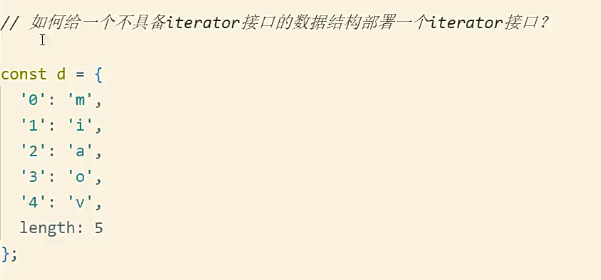 // 如何给一个不具备iterator接口的数据结构部署一个iterator接口？
const d = {
  '0': 'm',
  '1': 'i',
  '2': 'a',
  '3': 'o',
  '4': 'v',
  length: 5
};